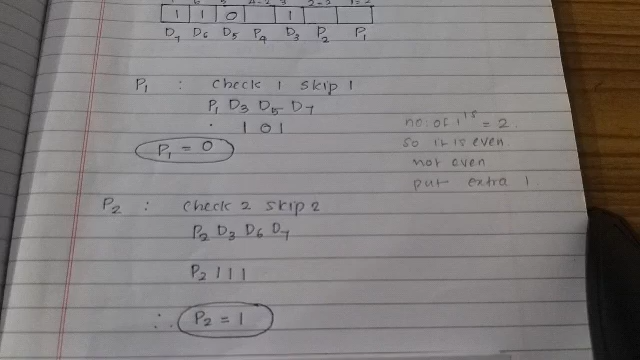 1 1 0 1
D7 D6 D5 P4 D3 P2 P1
P1 : check 1 skip 1
P1 D3 D5 D7
1 0 1
P1 = 0
no. of 1's = 2.
so it is even
not even
put extra 1.
P2 : check 2 skip 2
P2 D3 D6 D7
P2 1 1 1
∴ P2 = 1